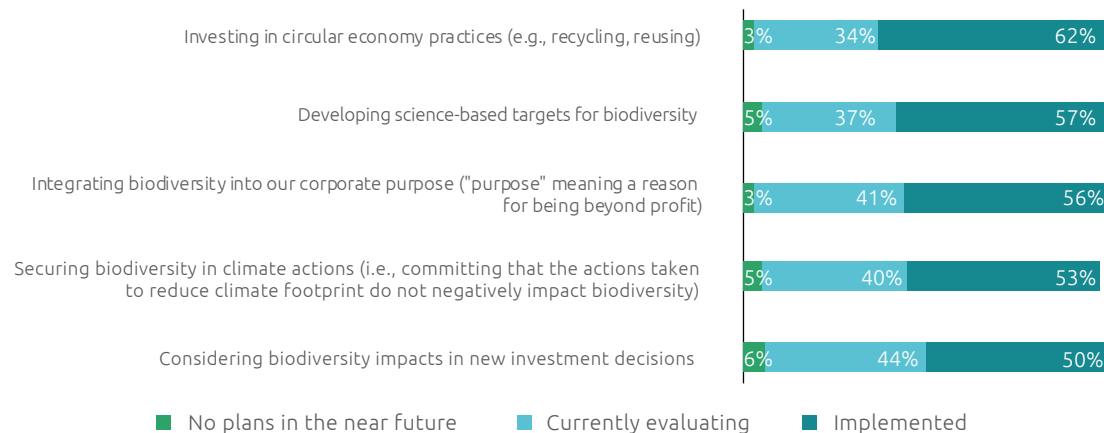 Investing in circular economy practices (e.g., recycling, reusing)
3% 34% 62%
Developing science-based targets for biodiversity
5% 37% 57%
Integrating biodiversity into our corporate purpose ("purpose" meaning a reason
for being beyond profit)
3% 41% 56%
Securing biodiversity in climate actions (i.e., committing that the actions taken
to reduce climate footprint do not negatively impact biodiversity)
5% 40% 53%
Considering biodiversity impacts in new investment decisions
6% 44% 50%
No plans in the near future Currently evaluating Implemented